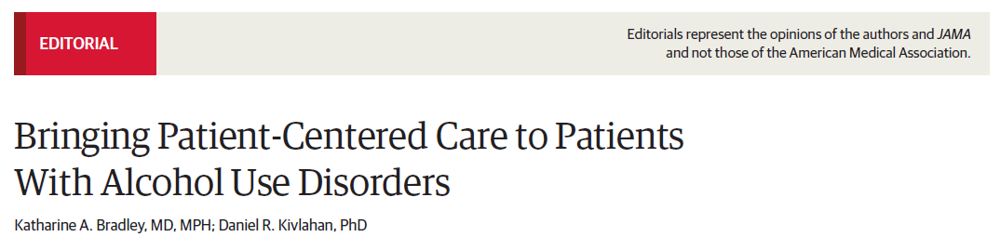 EDITORIAL
Editorials represent the opinions of the authors and JAMA
and not those of the American Medical Association.
Bringing Patient-Centered Care to Patients
With Alcohol Use Disorders
Katharine A. Bradley, MD, MPH; Daniel R. Kivlahan, PhD